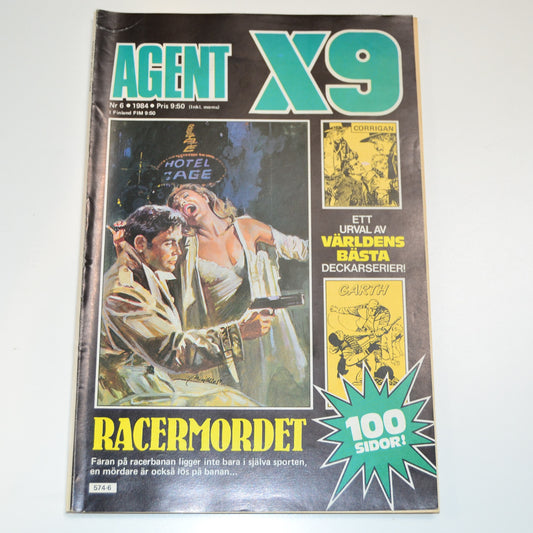 AGENT X9
Nr 6 • 1984 • Pris 9:50 (Inkl. moms)
I Finland FIM 9:50
HOTEL
CAGE
CORRIGAN
ETT
URVAL AV
VÄRLDENS
BÄSTA
DECKARSERIER!
GARTH
100
SIDOR!
RACERMORDET
Faran på racerbanan ligger inte bara i själva sporten,
en mördare är också lös på banan...
574-6